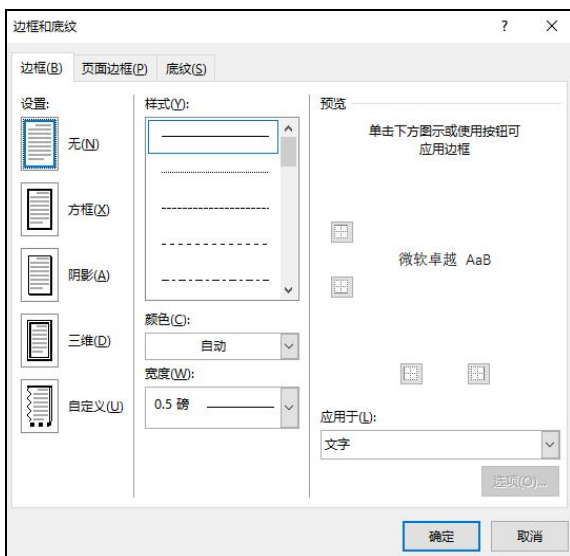 边框和底纹
?
×
边框(B)
页面边框(P)
底纹(S)
设置:
无(N)
方框(X)
阴影(A)
三维(D)
自定义(U)
样式(Y):
颜色(C):
自动
宽度(W):
0.5 磅
预览
单击下方图示或使用按钮可
应用边框
微软卓越 AaB
应用于(L):
文字
选项(O)...
确定
取消